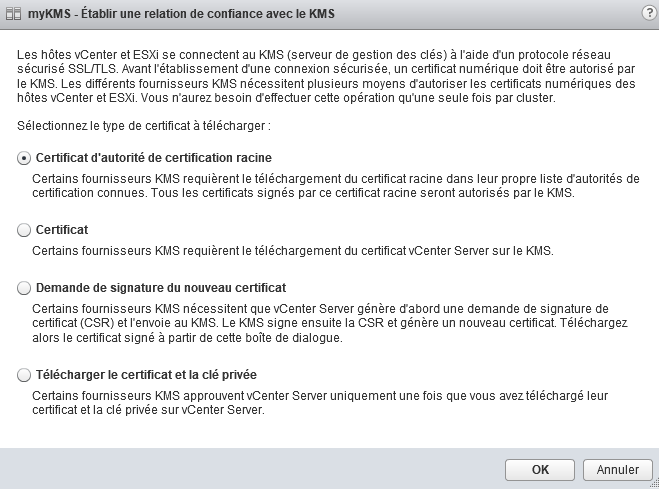 myKMS - Établir une relation de confiance avec le KMS
?
Les hôtes vCenter et ESXi se connectent au KMS (serveur de gestion des clés) à l'aide d'un protocole réseau
sécurisé SSL/TLS. Avant l'établissement d'une connexion sécurisée, un certificat numérique doit être autorisé par
le KMS. Les différents fournisseurs KMS nécessitent plusieurs moyens d'autoriser les certificats numériques des
hôtes vCenter et ESXi. Vous n'aurez besoin d'effectuer cette opération qu'une seule fois par cluster.
Sélectionnez le type de certificat à télécharger :
Certificat d'autorité de certification racine
Certains fournisseurs KMS requièrent le téléchargement du certificat racine dans leur propre liste d'autorités de
certification connues. Tous les certificats signés par ce certificat racine seront autorisés par le KMS.
Certificat
Certains fournisseurs KMS requièrent le téléchargement du certificat vCenter Server sur le KMS.
Demande de signature du nouveau certificat
Certains fournisseurs KMS nécessitent que vCenter Server génère d'abord une demande de signature de
certificat (CSR) et l'envoie au KMS. Le KMS signe ensuite la CSR et génère un nouveau certificat. Téléchargez
alors le certificat signé à partir de cette boîte de dialogue.
Télécharger le certificat et la clé privée
Certains fournisseurs KMS approuvent vCenter Server uniquement une fois que vous avez téléchargé leur
certificat et la clé privée sur vCenter Server.
OK
Annuler